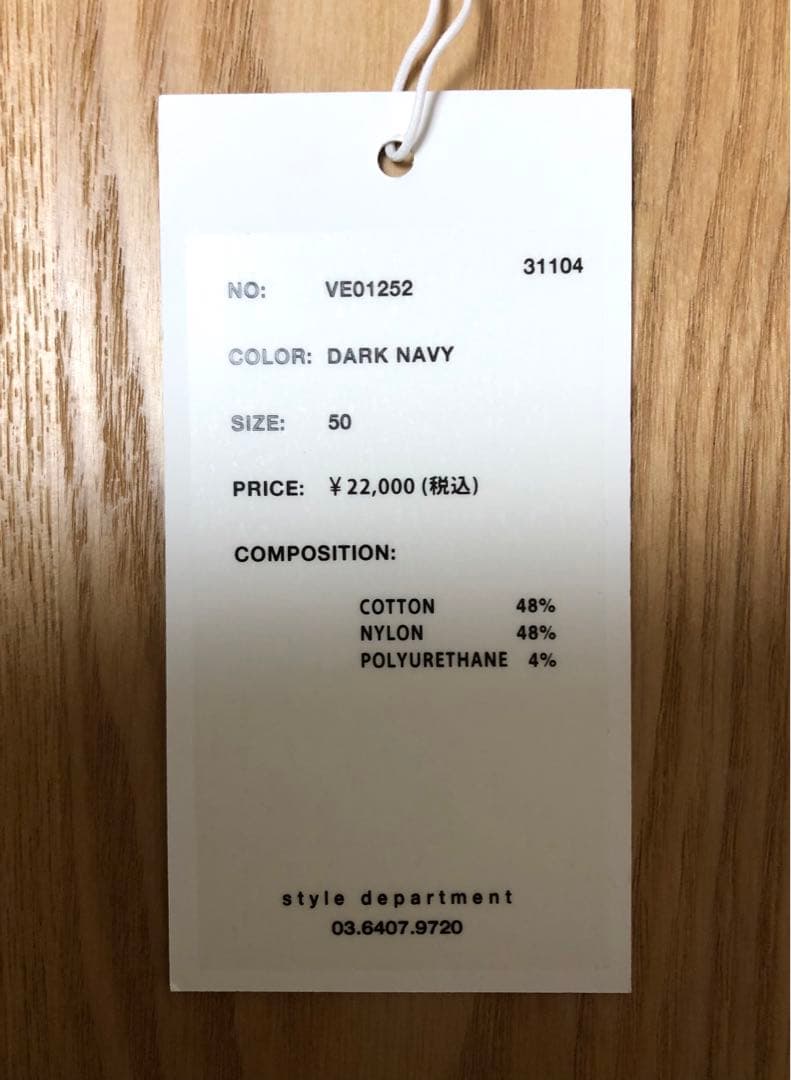 31104
NO: VE01252
COLOR: DARK NAVY
SIZE: 50
PRICE: ¥22,000 (税込)
COMPOSITION:
COTTON 48%
NYLON 48%
POLYURETHANE 4%
style department
03.6407.9720